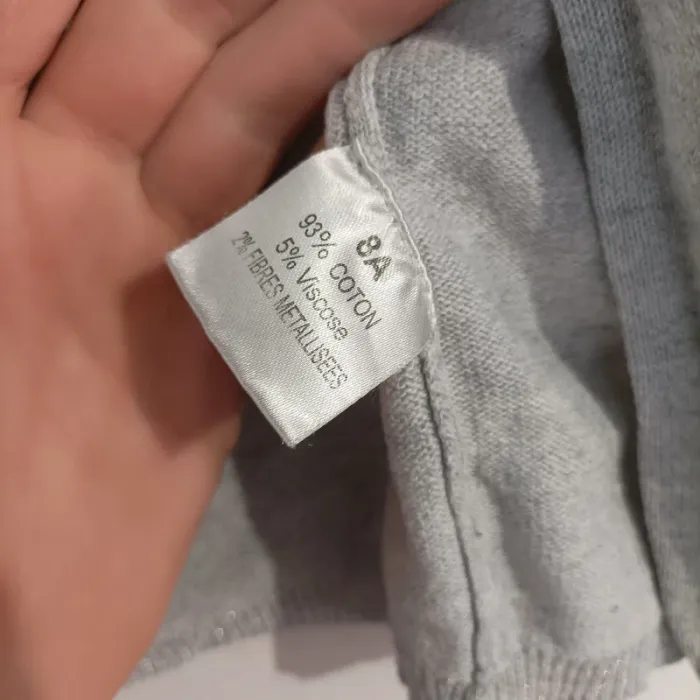 8A
93% COTON
5% Viscose
2% FIBRES METALLISEES